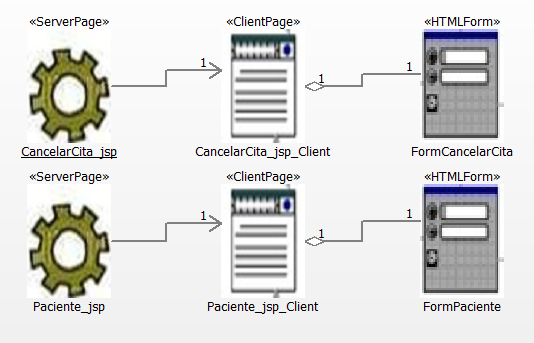 «ServerPage» «ClientPage» «HTMLForm»
1 1 1
CancelarCita_jsp CancelarCita_jsp_Client FormCancelarCita
«ServerPage» «ClientPage» «HTMLForm»
1 1 1
Paciente_jsp Paciente_jsp_Client FormPaciente